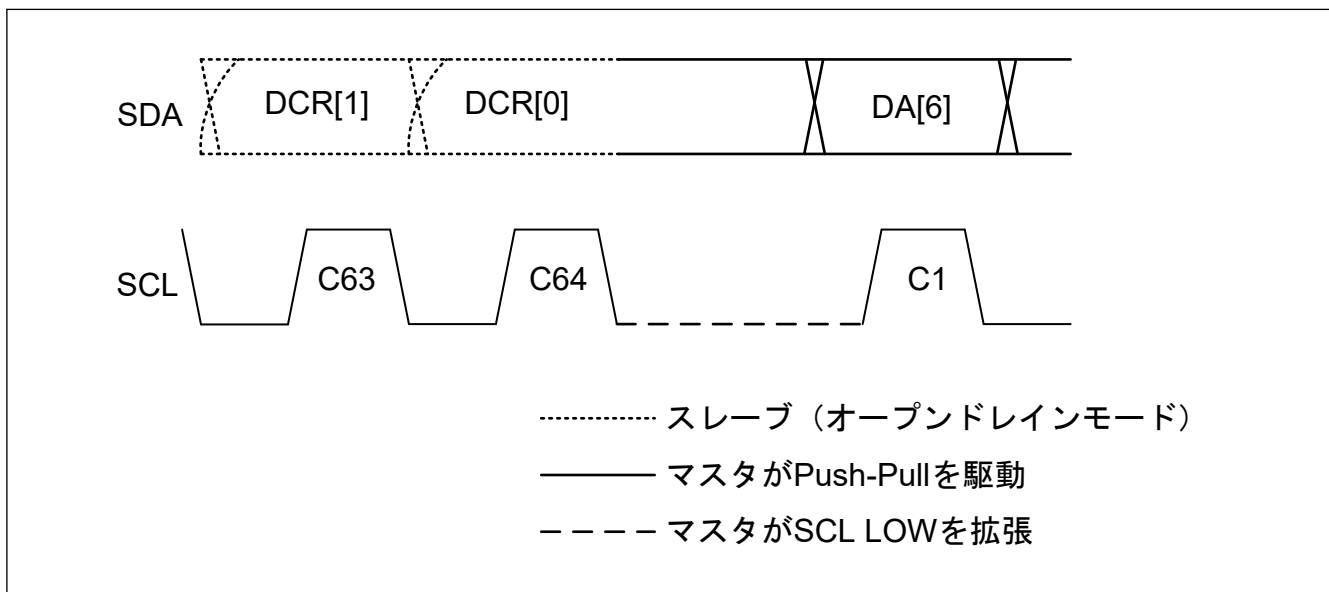 SDA DCR[1] DCR[0] DA[6]
SCL C63 C64 C1
スレーブ（オープンドレインモード）
マスタがPush-Pullを駆動
マスタがSCL LOWを拡張